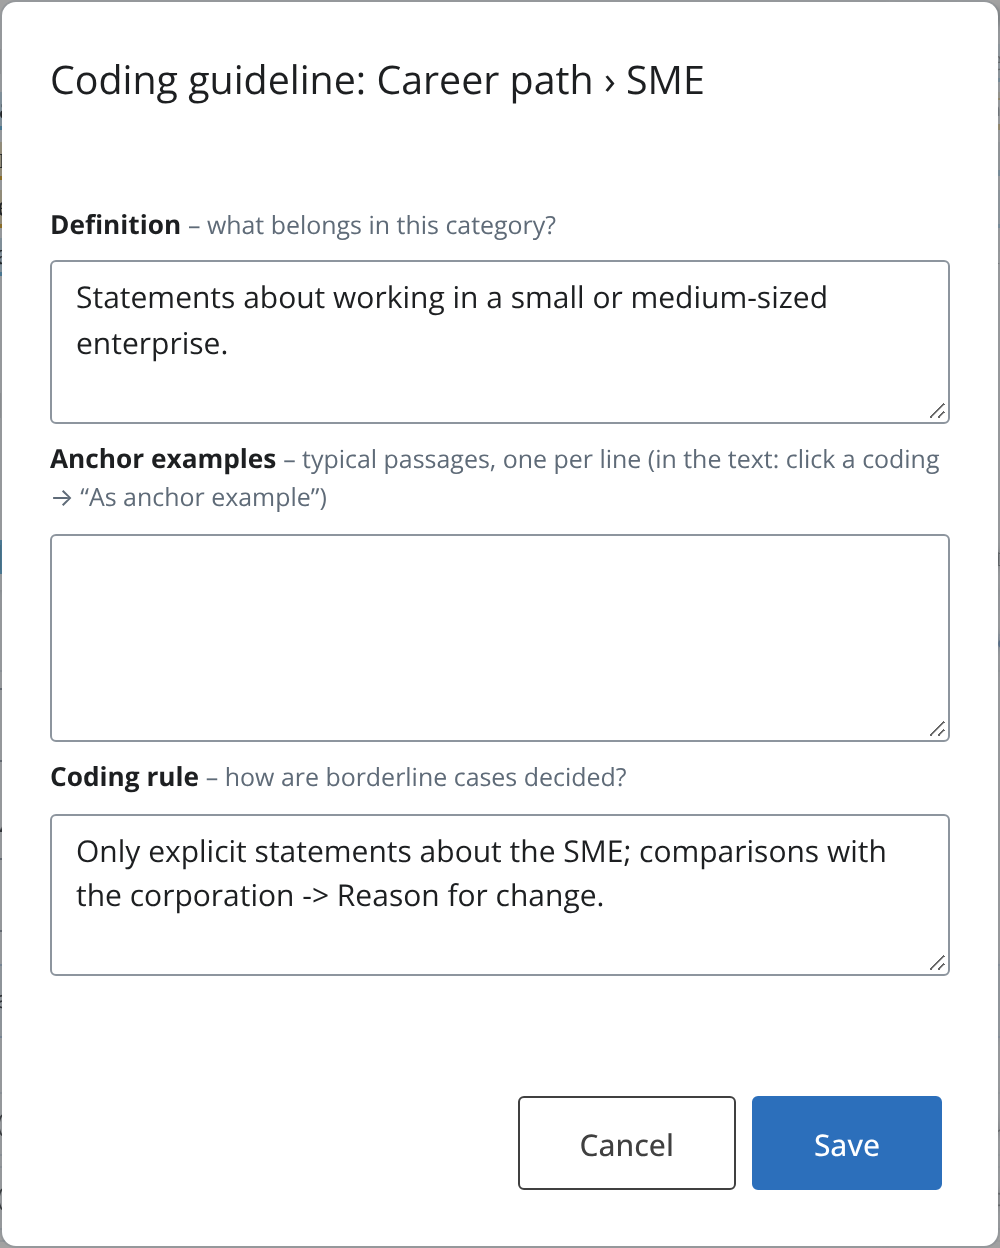 Coding guideline: Career path › SME
Definition – what belongs in this category?
Statements about working in a small or medium-sized
enterprise.
Anchor examples – typical passages, one per line (in the text: click a coding
→ “As anchor example”)
Coding rule – how are borderline cases decided?
Only explicit statements about the SME; comparisons with
the corporation -> Reason for change.
Cancel
Save